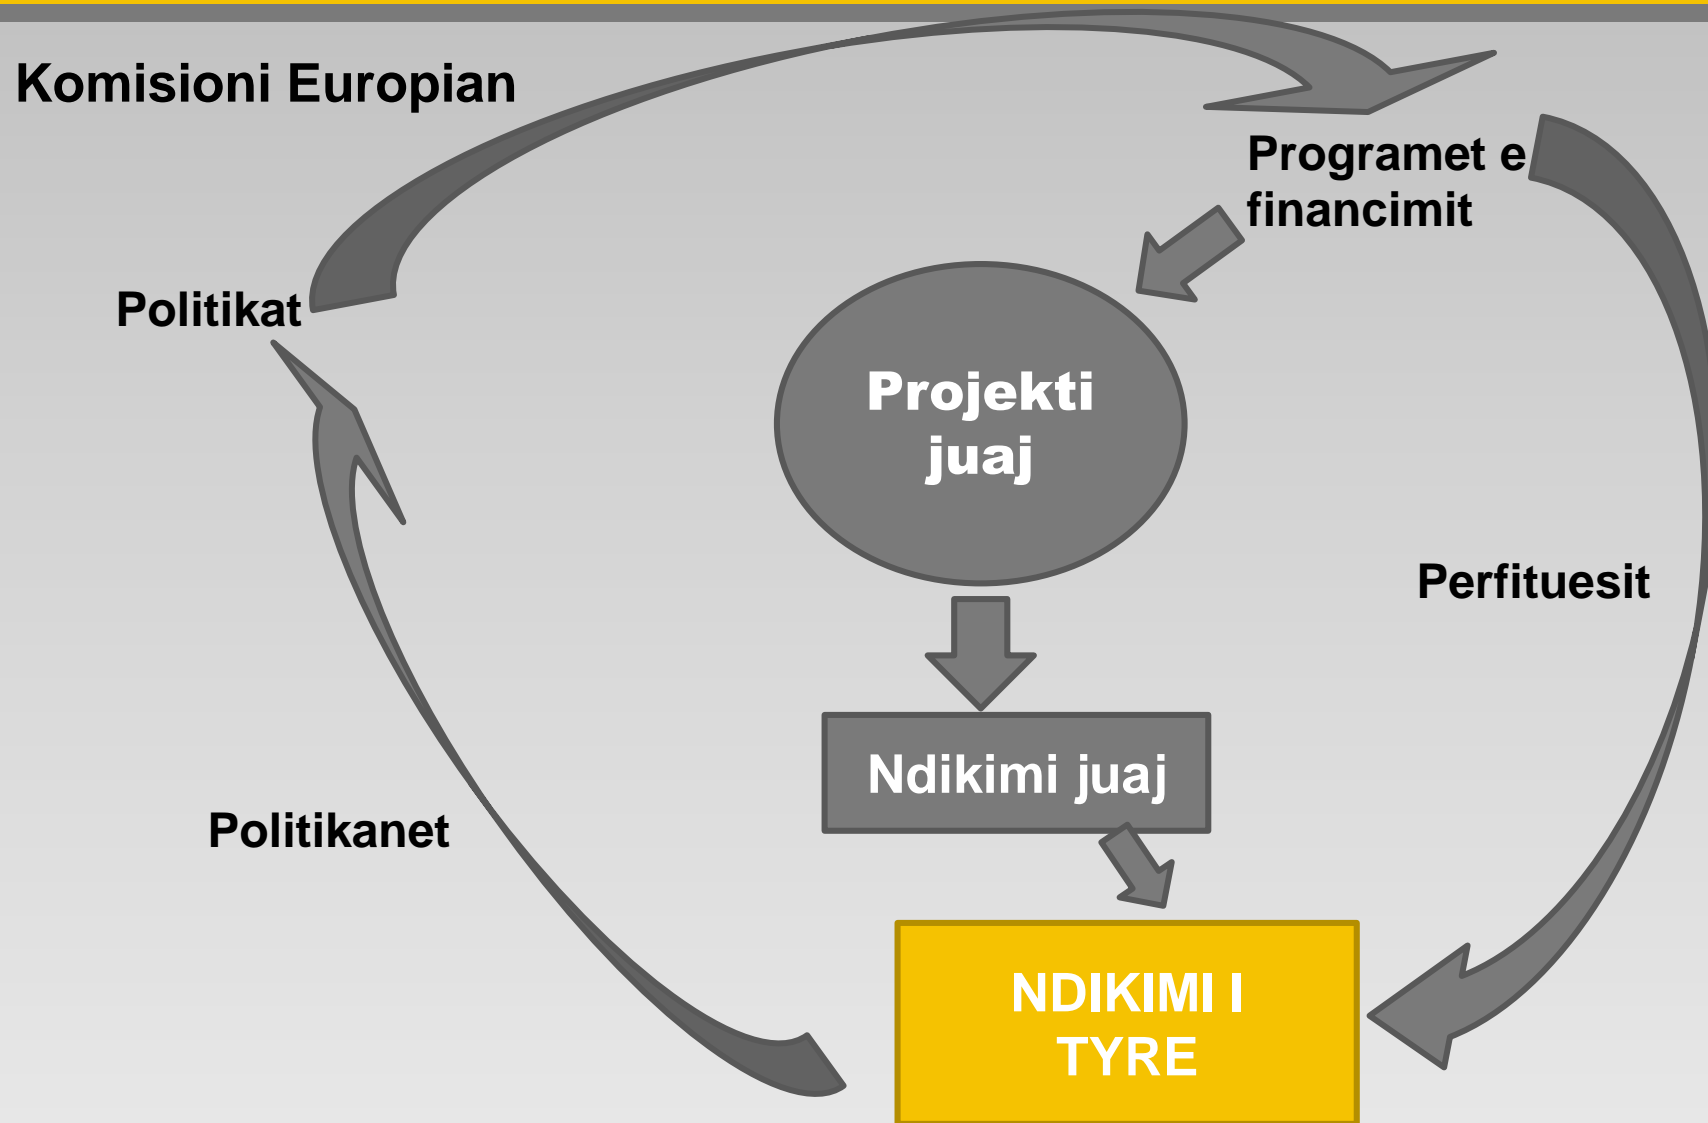 Komisioni Europian
Programet e
financimit
Politikat
Projekti
juaj
Perfituesit
Ndikimi juaj
Politikanet
NDIKIMI I
TYRE